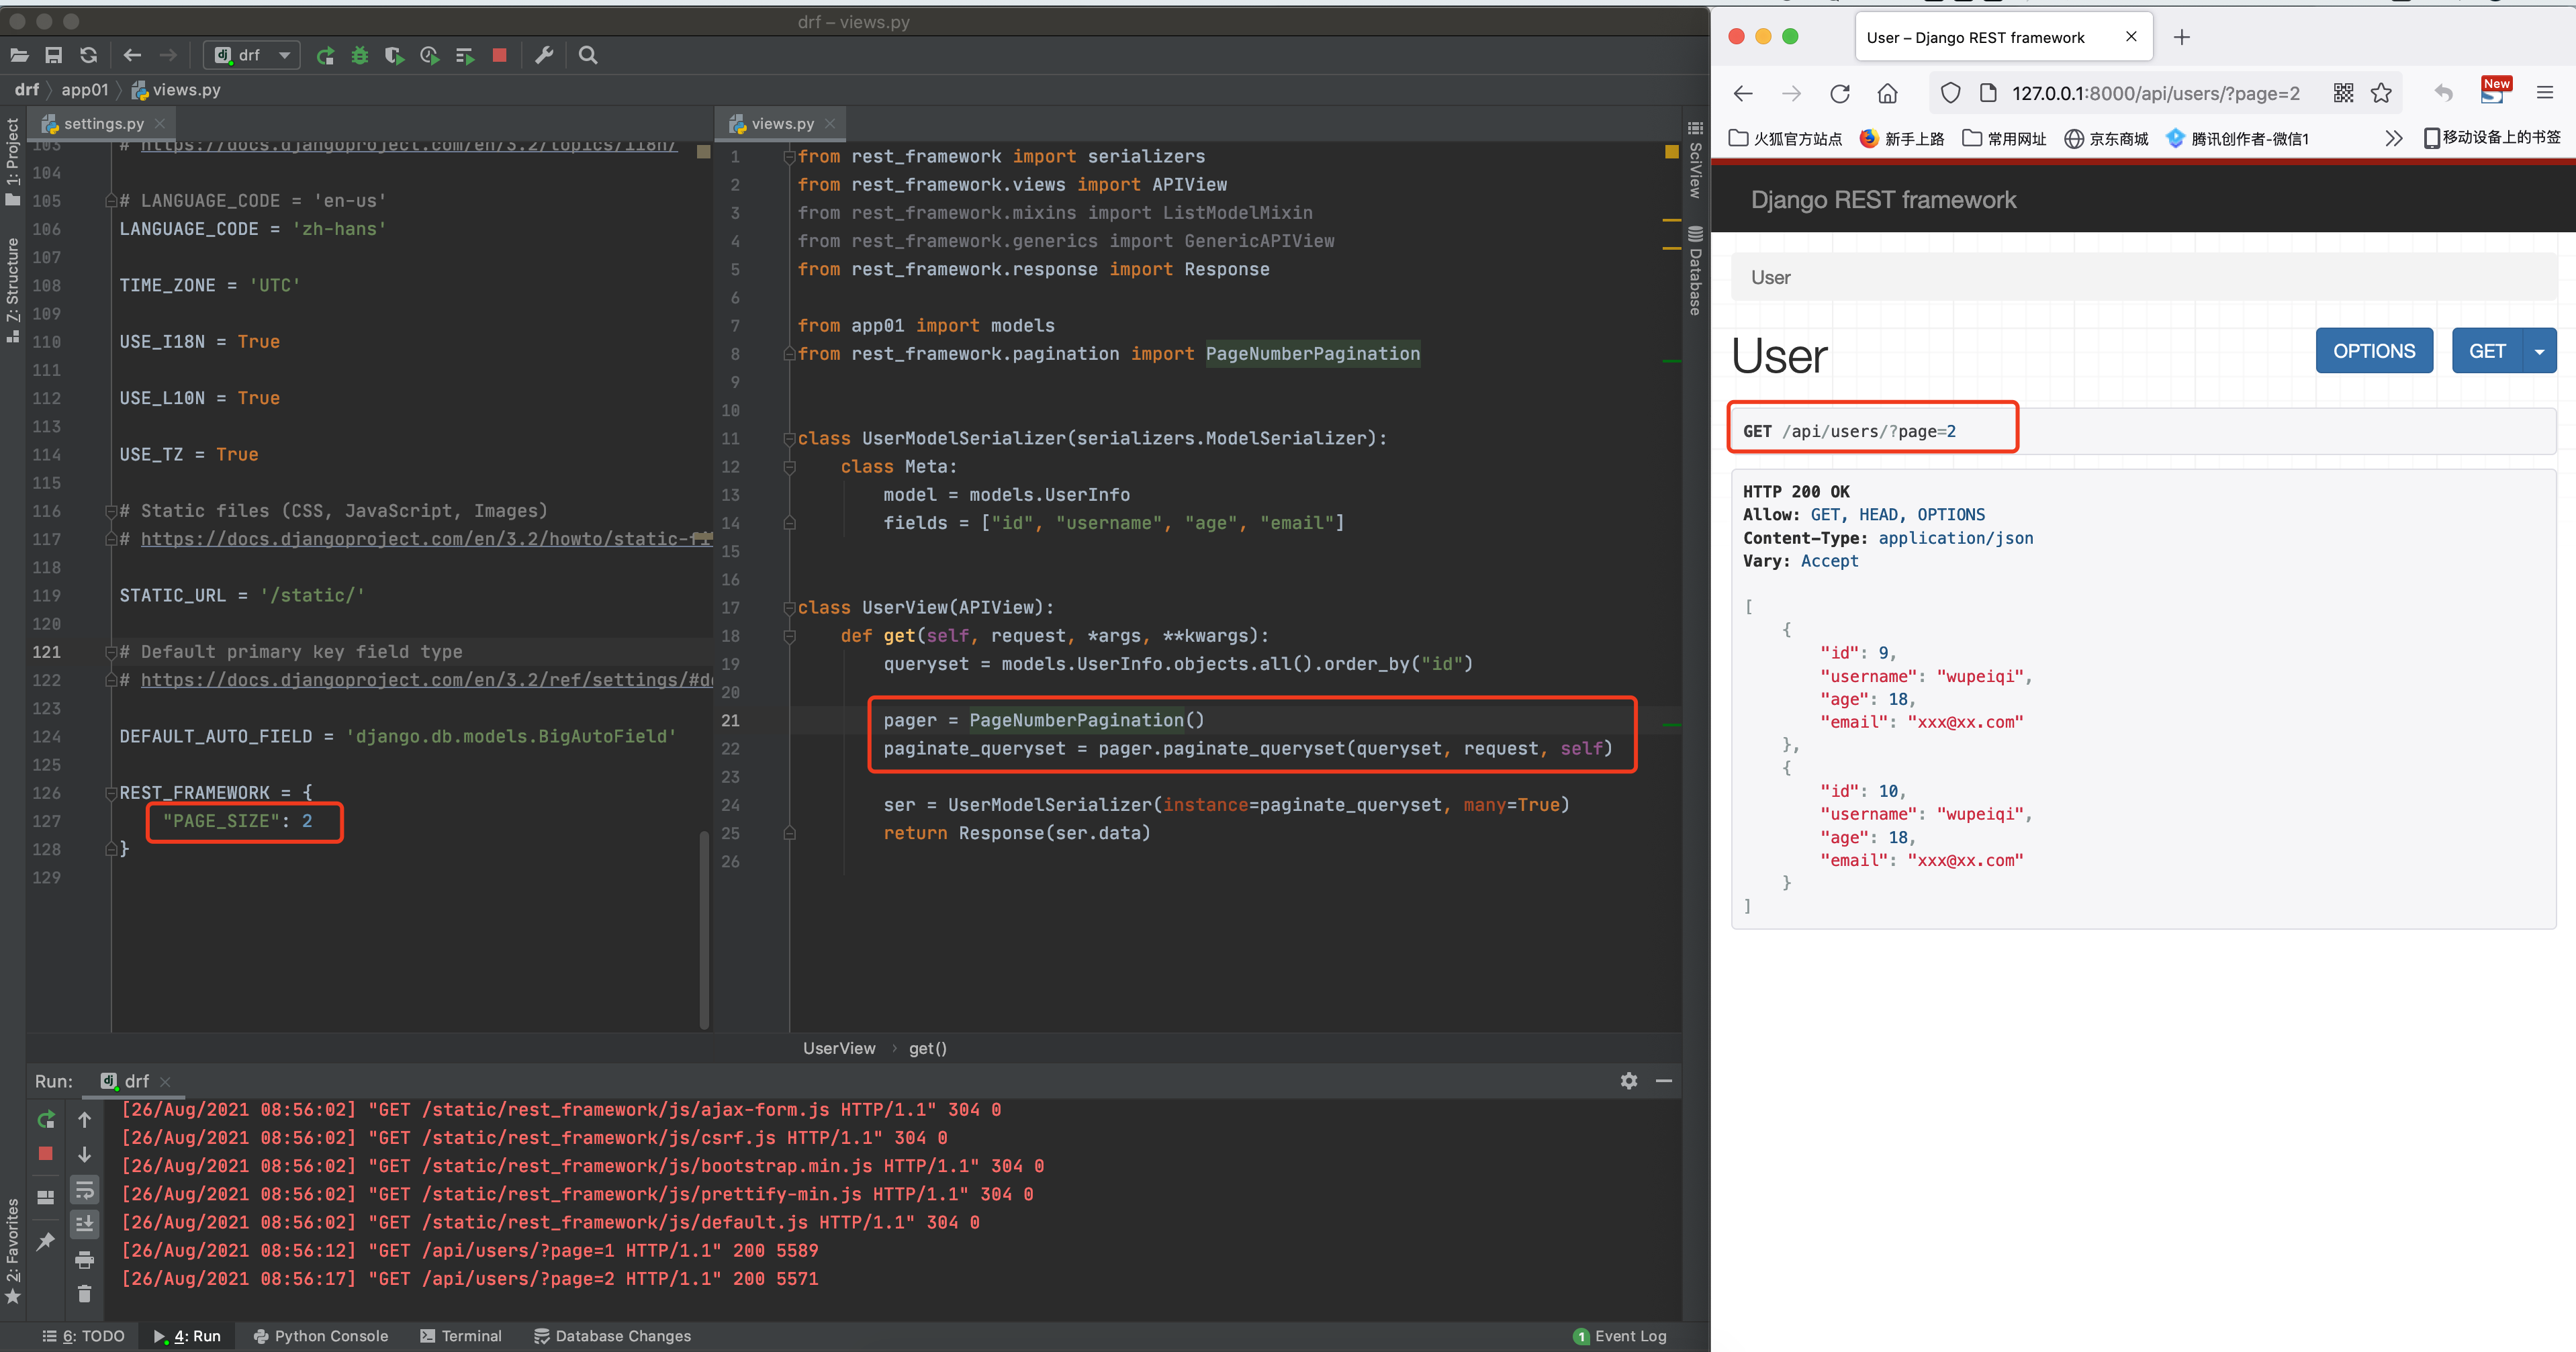 drf – views.py
drf
drf
app01
views.py
1: Project
7: Structure
2: Favorites
settings.py
103 # https://docs.djangoproject.com/en/3.2/topics/i18n/
104
105 # LANGUAGE_CODE = 'en-us'
106 LANGUAGE_CODE = 'zh-hans'
107
108 TIME_ZONE = 'UTC'
109
110 USE_I18N = True
111
112 USE_L10N = True
113
114 USE_TZ = True
115
116 # Static files (CSS, JavaScript, Images)
117 # https://docs.djangoproject.com/en/3.2/howto/static-fi
118
119 STATIC_URL = '/static/'
120
121 # Default primary key field type
122 # https://docs.djangoproject.com/en/3.2/ref/settings/#de
123
124 DEFAULT_AUTO_FIELD = 'django.db.models.BigAutoField'
125
126 REST_FRAMEWORK = {
127 "PAGE_SIZE": 2
128 }
129
views.py
1 from rest_framework import serializers
2 from rest_framework.views import APIView
3 from rest_framework.mixins import ListModelMixin
4 from rest_framework.generics import GenericAPIView
5 from rest_framework.response import Response
6
7 from app01 import models
8 from rest_framework.pagination import PageNumberPagination
9
10
11 class UserModelSerializer(serializers.ModelSerializer):
12 class Meta:
13 model = models.UserInfo
14 fields = ["id", "username", "age", "email"]
15
16
17 class UserView(APIView):
18 def get(self, request, *args, **kwargs):
19 queryset = models.UserInfo.objects.all().order_by("id")
20
21 pager = PageNumberPagination()
22 paginate_queryset = pager.paginate_queryset(queryset, request, self)
23
24 ser = UserModelSerializer(instance=paginate_queryset, many=True)
25 return Response(ser.data)
26
SciView
Database
UserView
get()
Run:
drf
[26/Aug/2021 08:56:02] "GET /static/rest_framework/js/ajax-form.js HTTP/1.1" 304 0
[26/Aug/2021 08:56:02] "GET /static/rest_framework/js/csrf.js HTTP/1.1" 304 0
[26/Aug/2021 08:56:02] "GET /static/rest_framework/js/bootstrap.min.js HTTP/1.1" 304 0
[26/Aug/2021 08:56:02] "GET /static/rest_framework/js/prettify-min.js HTTP/1.1" 304 0
[26/Aug/2021 08:56:02] "GET /static/rest_framework/js/default.js HTTP/1.1" 304 0
[26/Aug/2021 08:56:12] "GET /api/users/?page=1 HTTP/1.1" 200 5589
[26/Aug/2021 08:56:17] "GET /api/users/?page=2 HTTP/1.1" 200 5571
6: TODO
4: Run
Python Console
Terminal
Database Changes
1 Event Log
User – Django REST framework
127.0.0.1:8000/api/users/?page=2
New
火狐官方站点
新手上路
常用网址
京东商城
腾讯创作者-微信1
移动设备上的书签
Django REST framework
User
User
OPTIONS
GET
GET /api/users/?page=2
HTTP 200 OK
Allow: GET, HEAD, OPTIONS
Content-Type: application/json
Vary: Accept
[
{
"id": 9,
"username": "wupeiqi",
"age": 18,
"email": "xxx@xx.com"
},
{
"id": 10,
"username": "wupeiqi",
"age": 18,
"email": "xxx@xx.com"
}
]